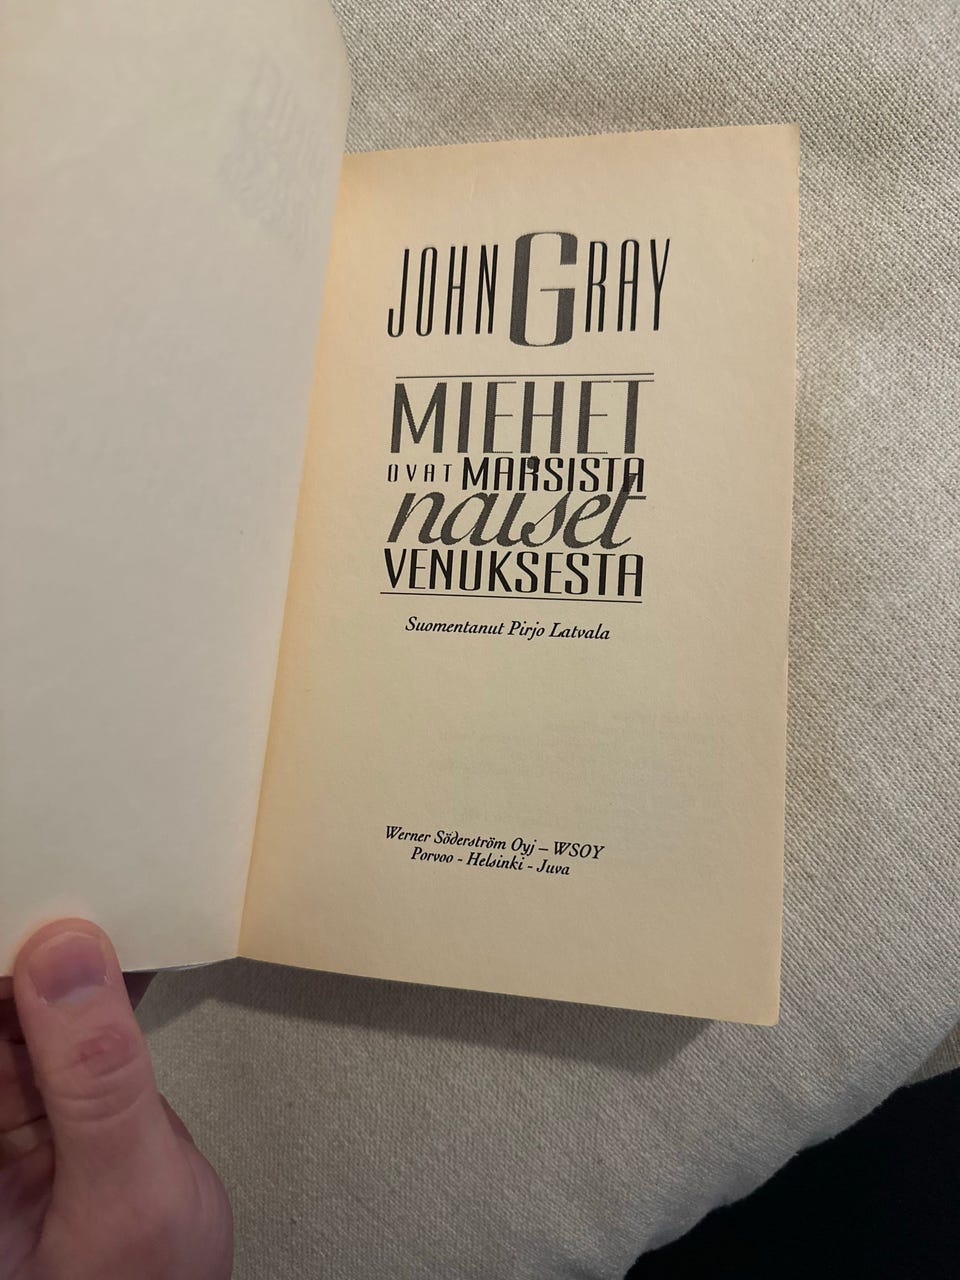 JOHN GRAY
MIEHET
OVAT MARSISTA
naiset
VENUKSESTA
Suomentanut Pirjo Latvala
Werner Söderström Oyj – WSOY
Porvoo - Helsinki - Juva